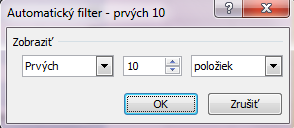 Automatický filter - prvých 10
Zobraziť
Prvých 10 položiek
OK Zrušiť